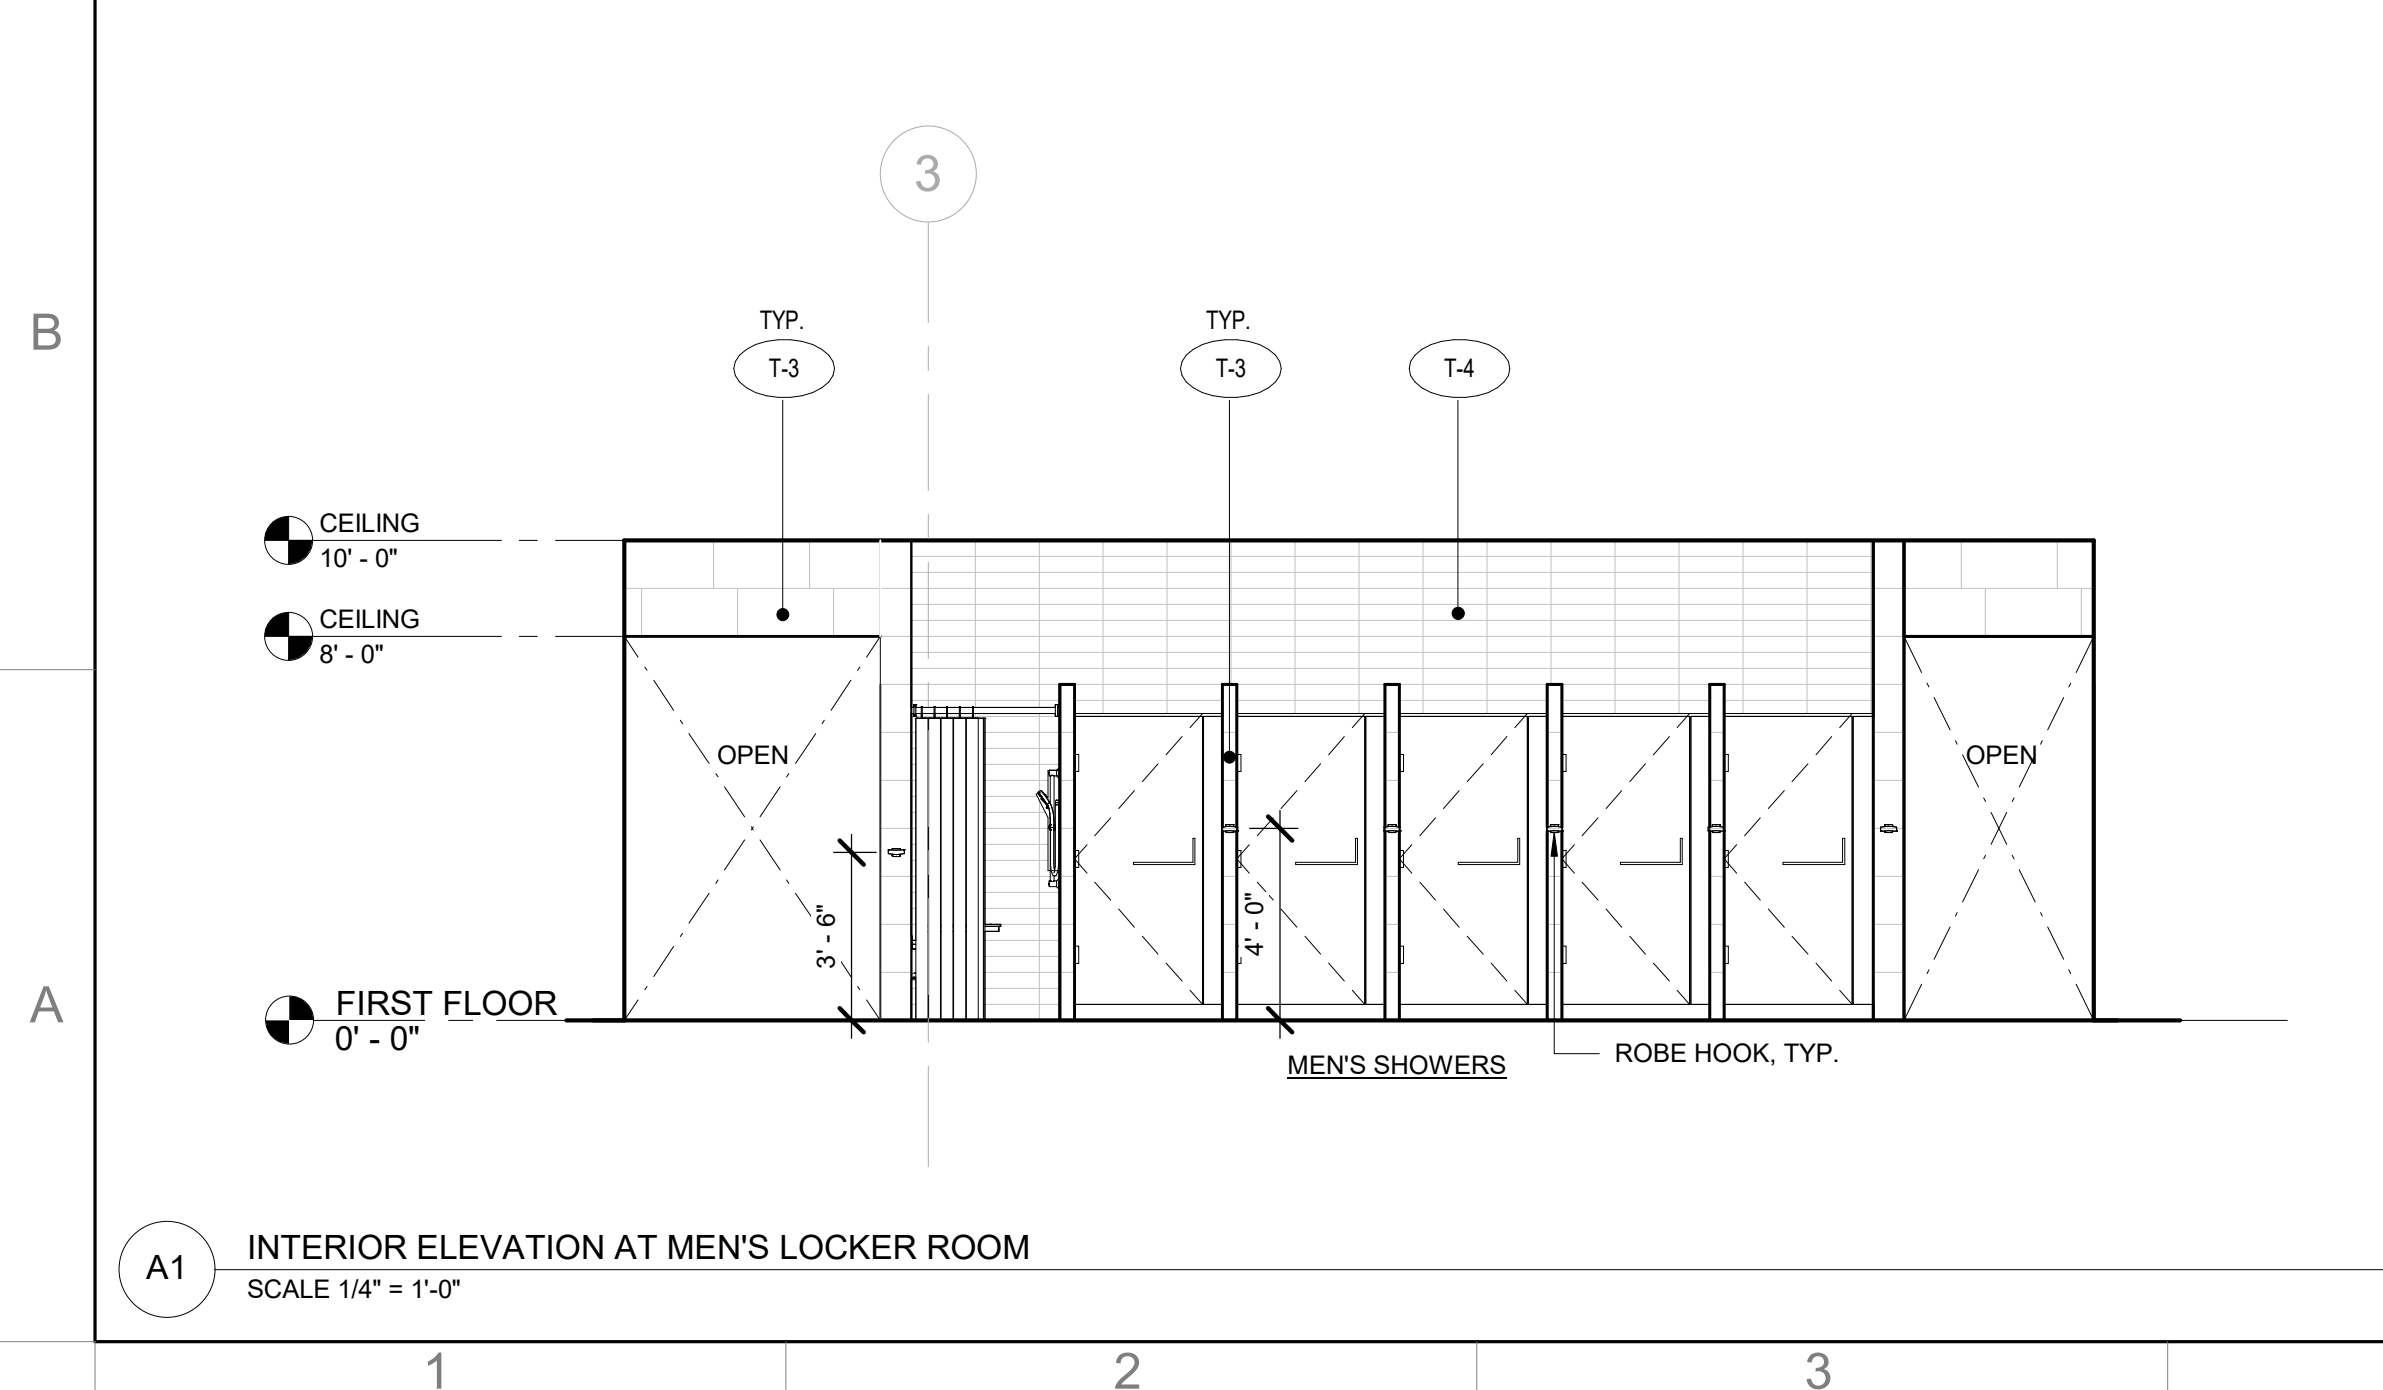 3
B
TYP.
T-3
TYP.
T-3
T-4
CEILING
10' - 0"
CEILING
8' - 0"
OPEN
OPEN
3' - 6"
4' - 0"
A
FIRST FLOOR
0' - 0"
ROBE HOOK, TYP.
MEN'S SHOWERS
A1
INTERIOR ELEVATION AT MEN'S LOCKER ROOM
SCALE 1/4" = 1'-0"
1
2
3